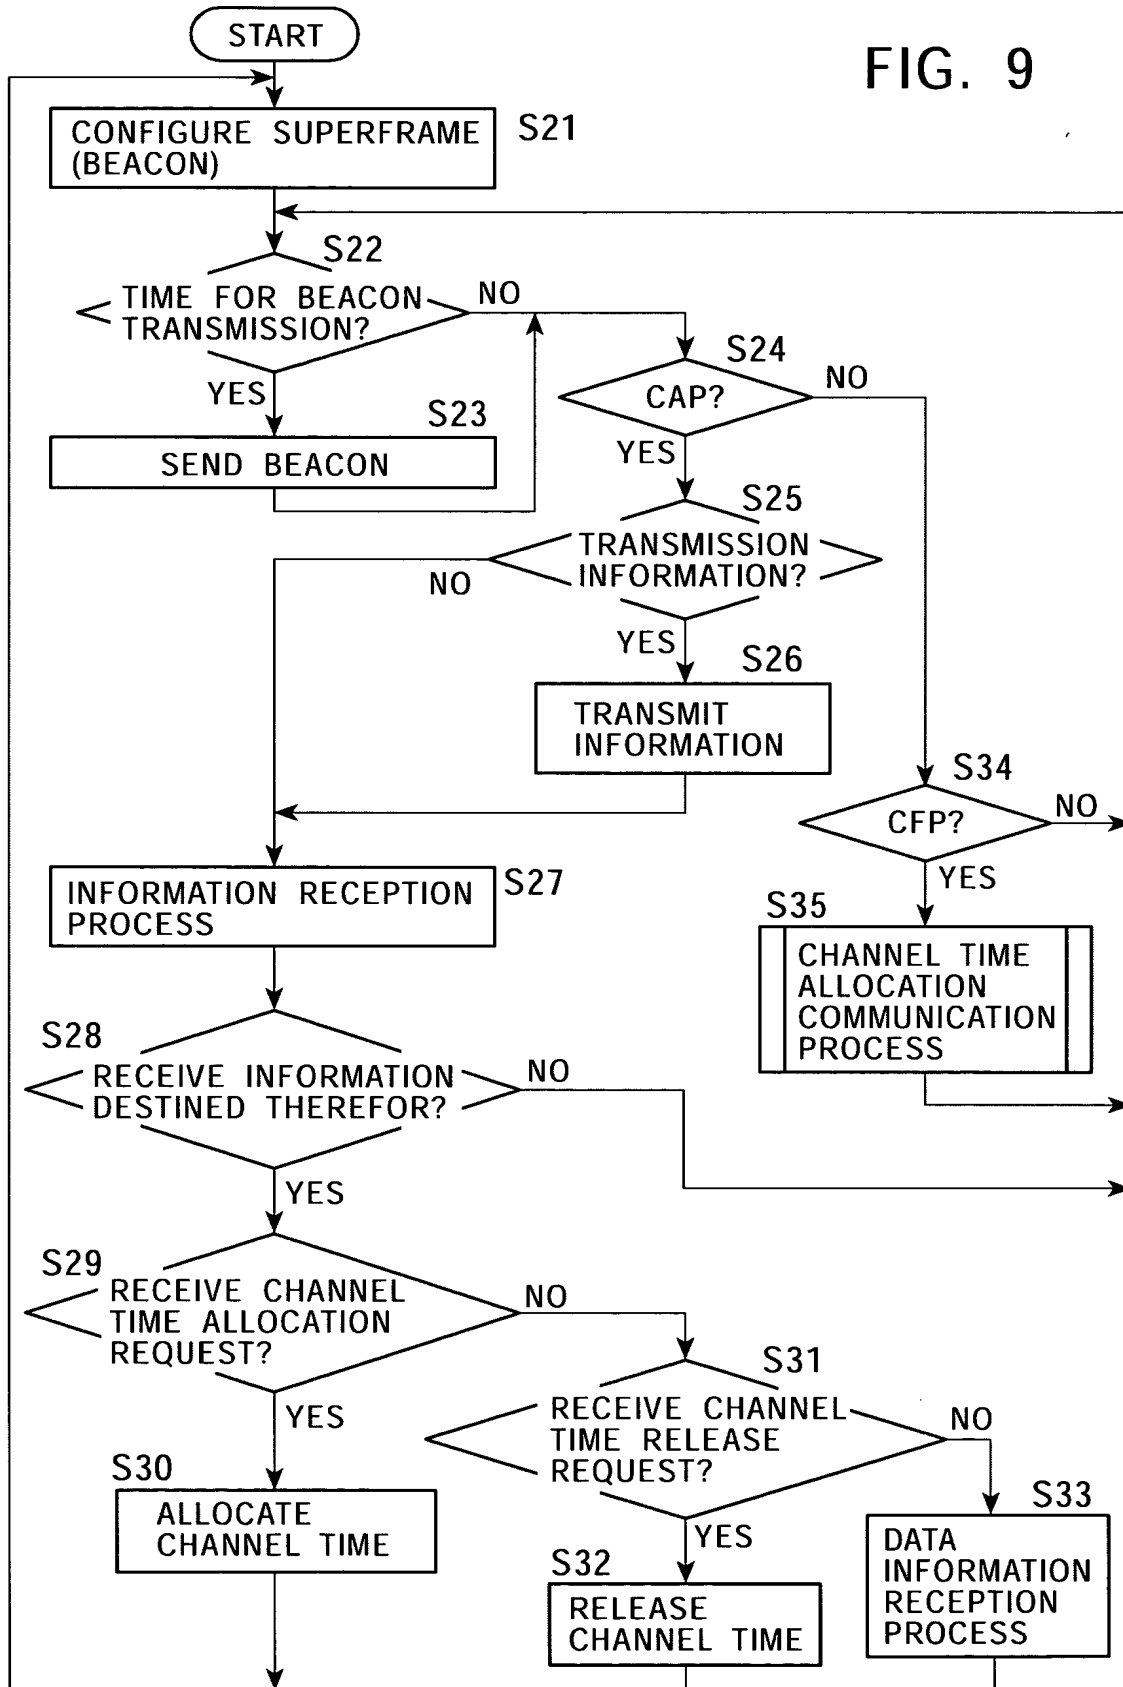 START
FIG. 9
CONFIGURE SUPERFRAME
(BEACON)
S21
S22
TIME FOR BEACON
TRANSMISSION?
NO
YES
S23
SEND BEACON
S24
CAP?
NO
YES
S25
TRANSMISSION
INFORMATION?
NO
YES
S26
TRANSMIT
INFORMATION
S34
CFP?
NO
YES
S35
CHANNEL TIME
ALLOCATION
COMMUNICATION
PROCESS
S27
INFORMATION RECEPTION
PROCESS
S28
RECEIVE INFORMATION
DESTINED THEREFOR?
NO
YES
S29
RECEIVE CHANNEL
TIME ALLOCATION
REQUEST?
NO
YES
S30
ALLOCATE
CHANNEL TIME
S31
RECEIVE CHANNEL
TIME RELEASE
REQUEST?
NO
YES
S32
RELEASE
CHANNEL TIME
S33
DATA
INFORMATION
RECEPTION
PROCESS